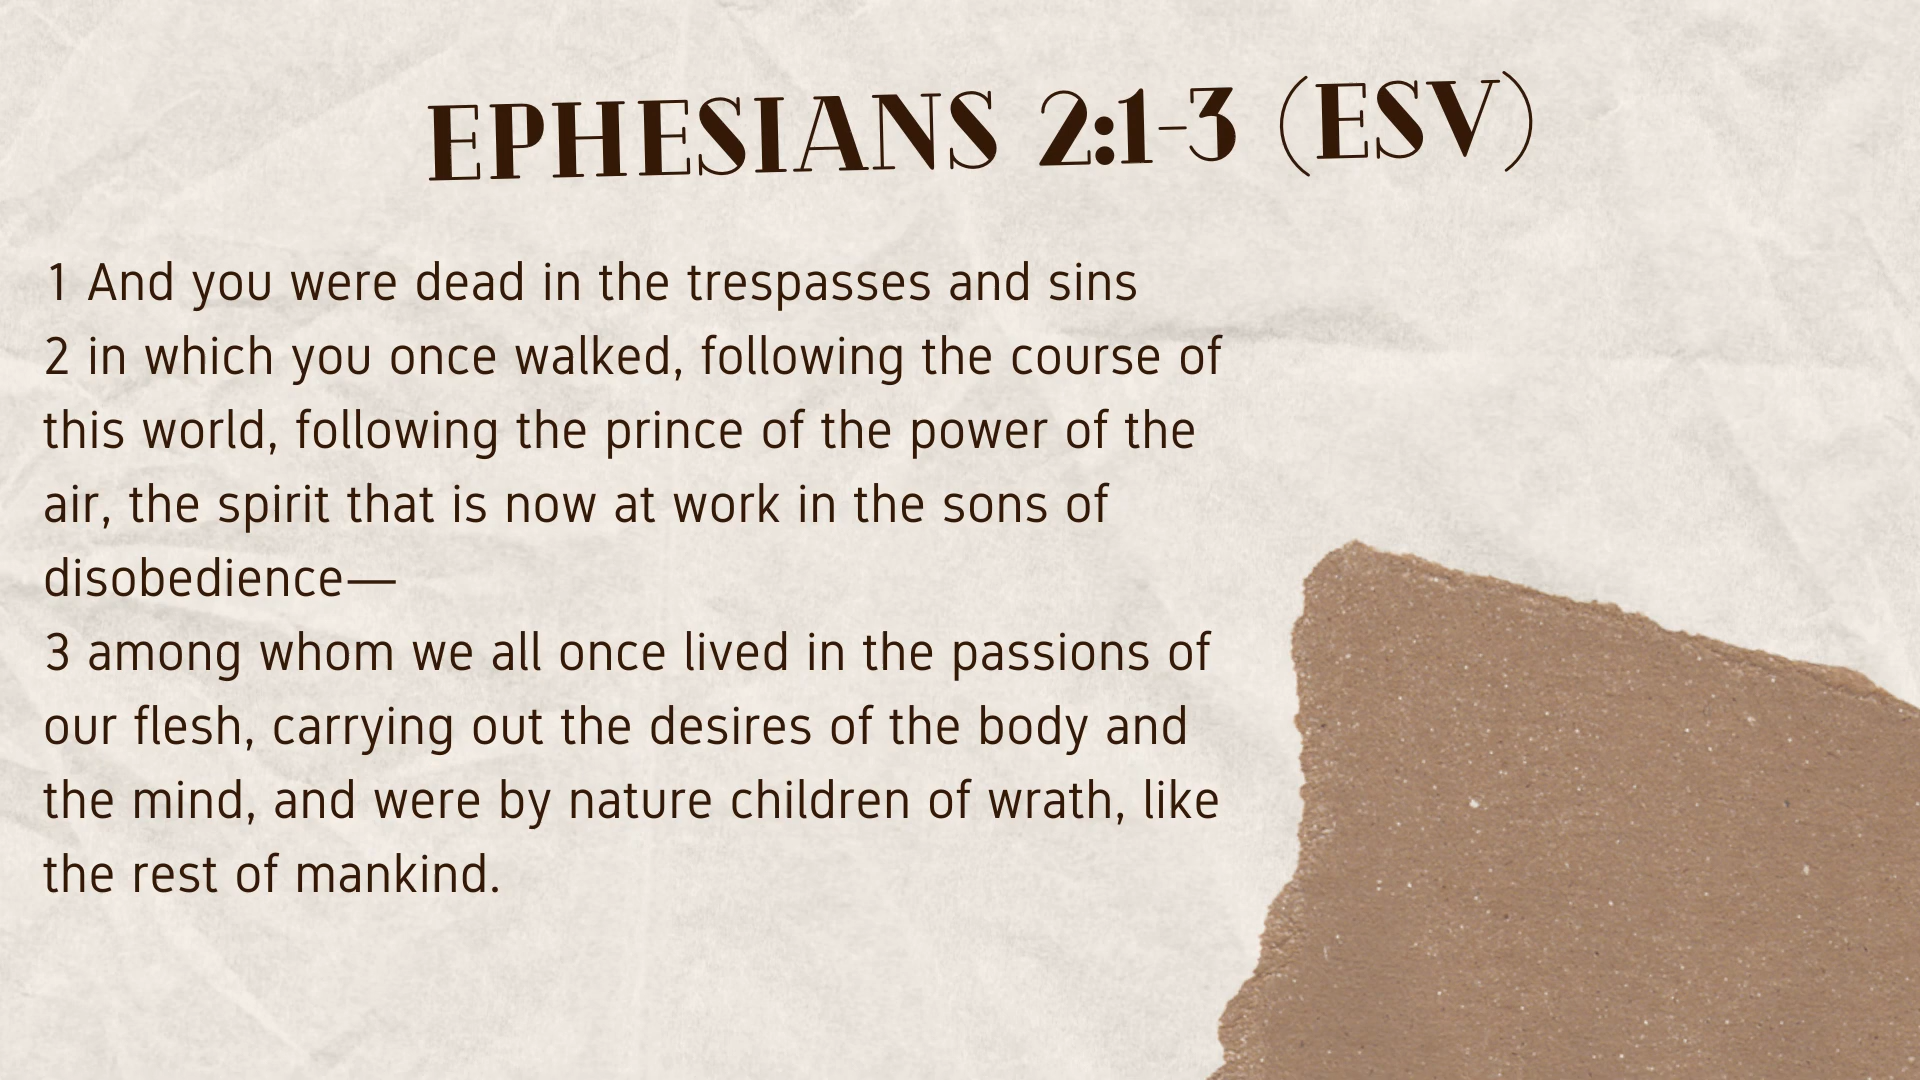 EPHESIANS 2:1-3 (ESV)
1 And you were dead in the trespasses and sins
2 in which you once walked, following the course of
this world, following the prince of the power of the
air, the spirit that is now at work in the sons of
disobedience—
3 among whom we all once lived in the passions of
our flesh, carrying out the desires of the body and
the mind, and were by nature children of wrath, like
the rest of mankind.